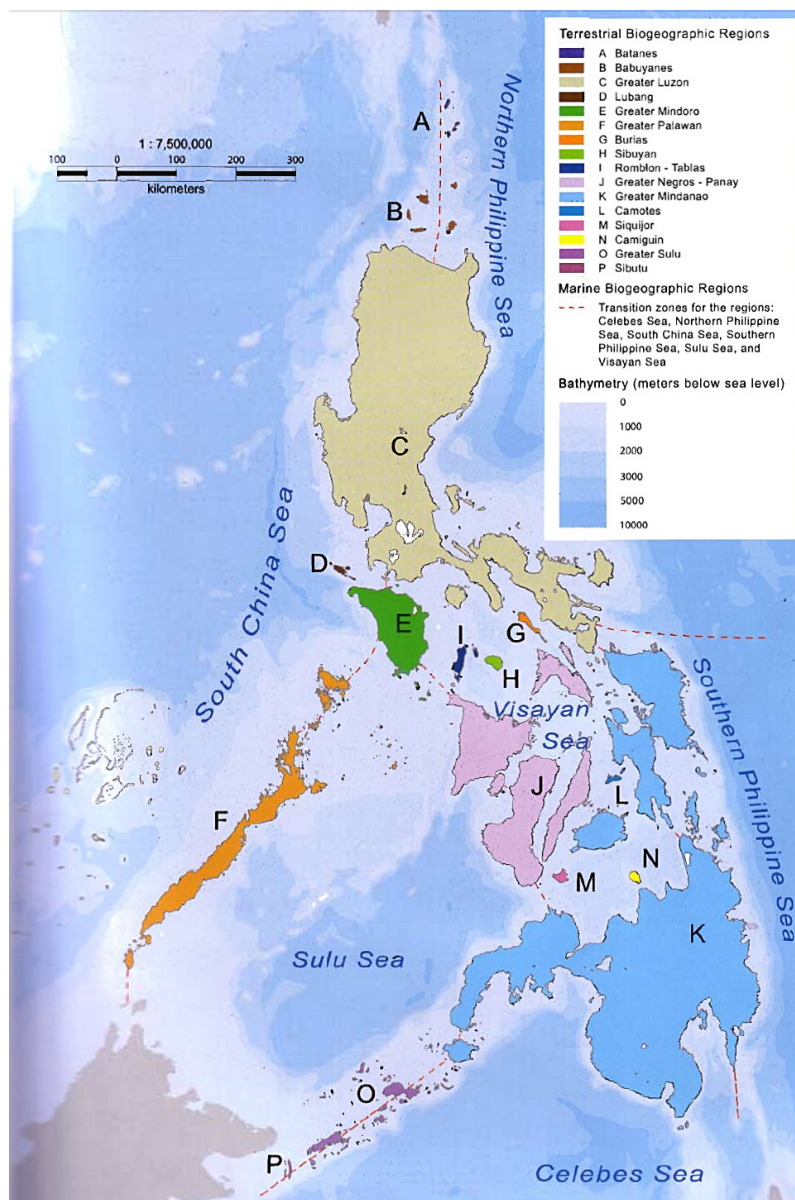 Terrestrial Biogeographic Regions
A Batanes
B Babuyanes
C Greater Luzon
D Lubang
E Greater Mindoro
F Greater Palawan
G Burias
H Sibuyan
I Romblon - Tablas
J Greater Negros - Panay
K Greater Mindanao
L Camotes
M Siquijor
N Camiguin
O Greater Sulu
P Sibutu
Marine Biogeographic Regions
Transition zones for the regions:
Celebes Sea, Northern Philippine
Sea, South China Sea, Southern
Philippine Sea, Sulu Sea, and
Visayan Sea
Bathymetry (meters below sea level)
0
1000
2000
3000
5000
10000
1 : 7,500,000
100 0 100 200 300
kilometers
Northern Philippine Sea
A
B
C
South China Sea
D
E
I
G
H
Visayan
Sea
Southern Philippine Sea
F
J
L
M
N
K
Sulu Sea
O
P
Celebes Sea